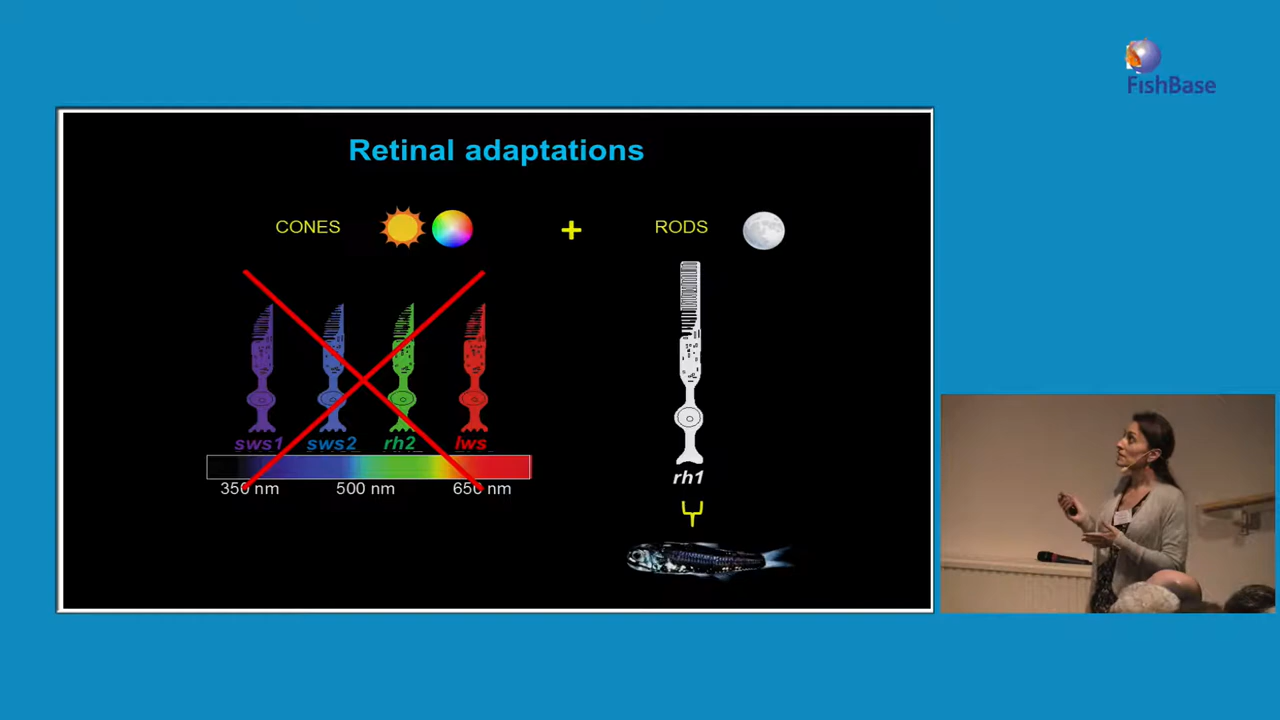 FishBase
Retinal adaptations
CONES + RODS
sws1 sws2 rh2 lws
350 nm 500 nm 650 nm
rh1